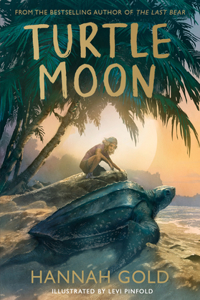 FROM THE BESTSELLING AUTHOR OF THE LAST BEAR
TURTLE
MOON
HANNAH GOLD
ILLUSTRATED BY LEVI PINFOLD